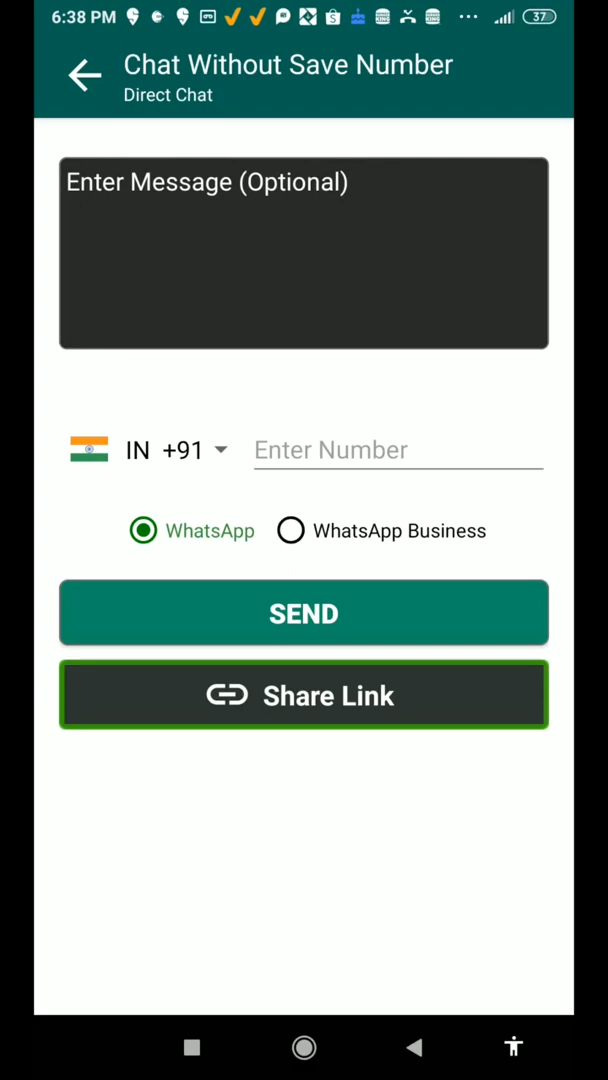 6:38 PM 37
Chat Without Save Number
Direct Chat
Enter Message (Optional)
IN +91 Enter Number
WhatsApp WhatsApp Business
SEND
Share Link